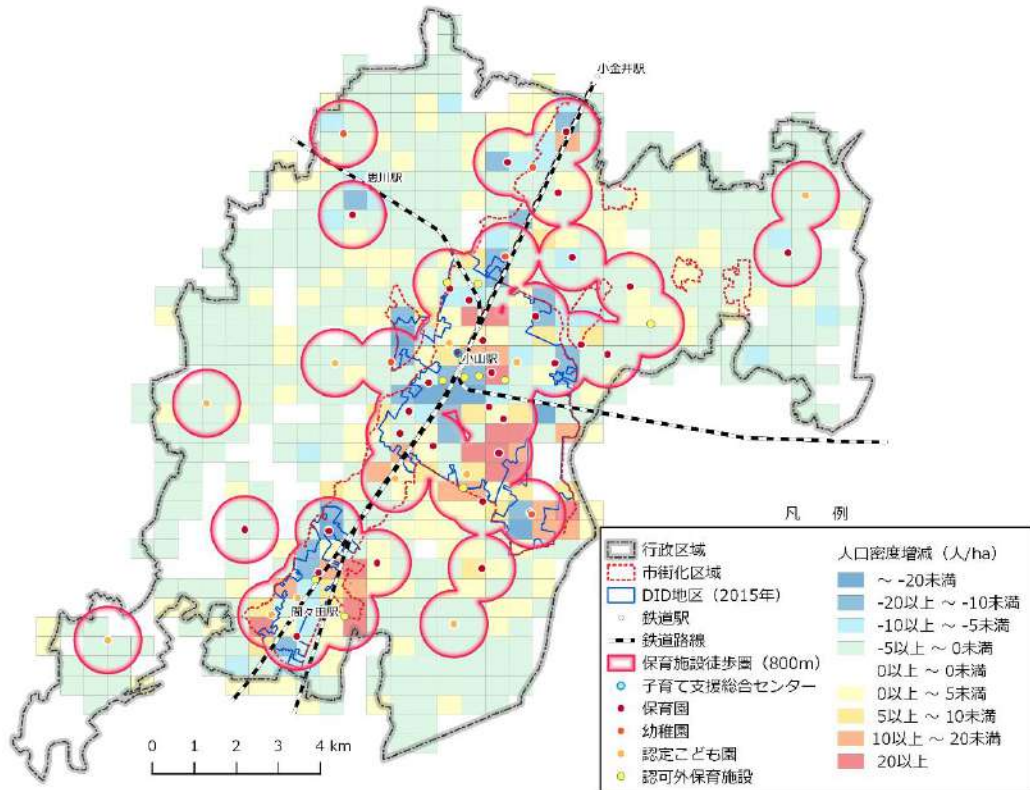 小金井駅
思川駅
小山駅
間々田駅
0 1 2 3 4 km
凡例
行政区域
市街化区域
DID地区（2015年）
鉄道駅
鉄道路線
保育施設徒歩圏（800m）
子育て支援総合センター
保育園
幼稚園
認定こども園
認可外保育施設
人口密度増減（人/ha）
～ -20未満
-20以上 ～ -10未満
-10以上 ～ -5未満
-5以上 ～ 0未満
0以上 ～ 0未満
0以上 ～ 5未満
5以上 ～ 10未満
10以上 ～ 20未満
20以上